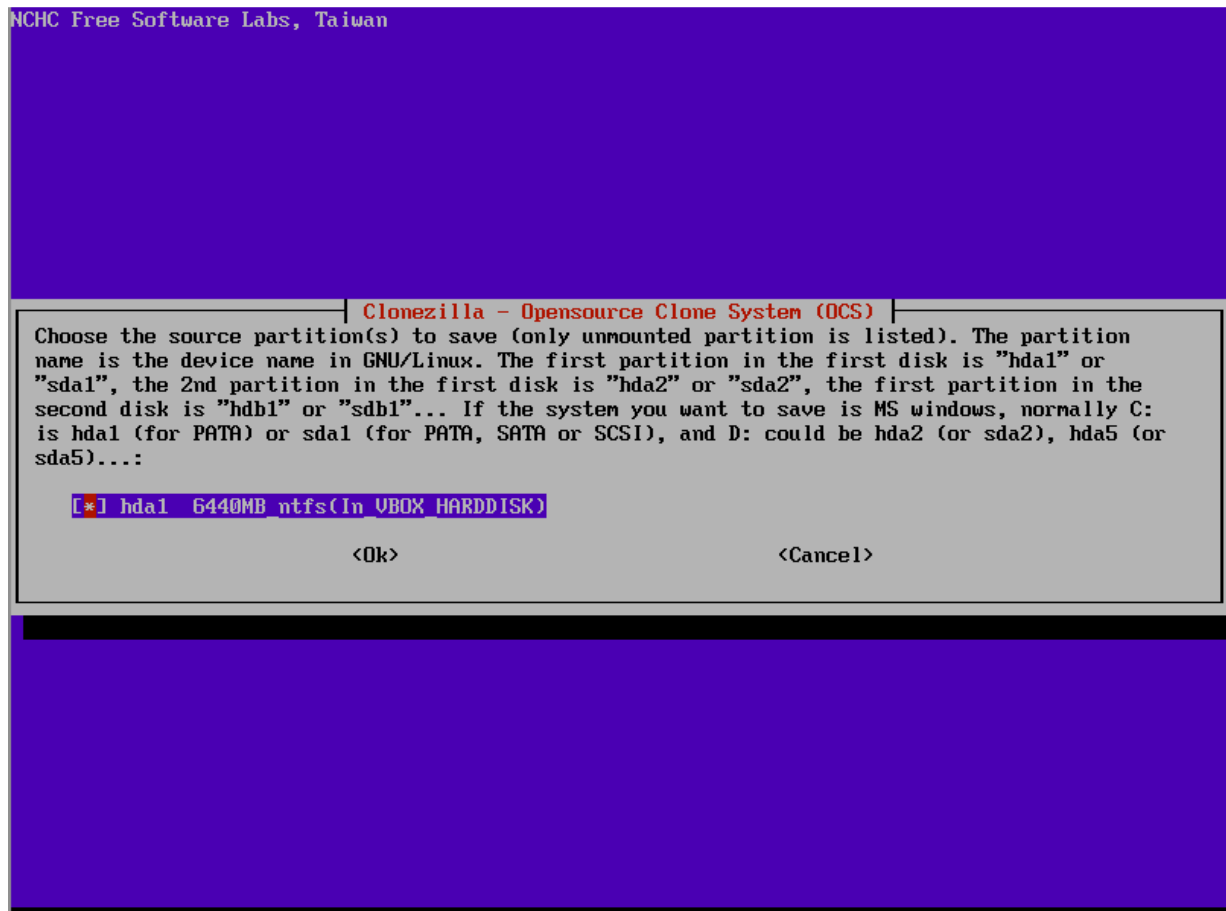 NCHC Free Software Labs, Taiwan
Clonezilla - Opensource Clone System (OCS)
Choose the source partition(s) to save (only unmounted partition is listed). The partition
name is the device name in GNU/Linux. The first partition in the first disk is "hda1" or
"sda1", the 2nd partition in the first disk is "hda2" or "sda2", the first partition in the
second disk is "hdb1" or "sdb1"... If the system you want to save is MS windows, normally C:
is hda1 (for PATA) or sda1 (for PATA, SATA or SCSI), and D: could be hda2 (or sda2), hda5 (or
sda5)...:
[*] hda1  6440MB_ntfs(In_VBOX_HARDDISK)
<Ok> <Cancel>